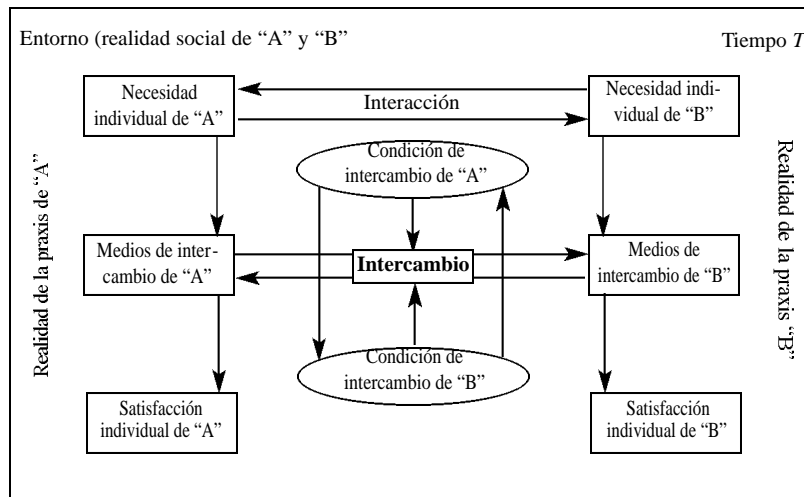 Entorno (realidad social de “A” y “B”
Tiempo T
Necesidad
individual de “A”
Interacción
Necesidad indi-
vidual de “B”
Condición de
intercambio de “A”
Realidad de la praxis de “A”
Realidad de la praxis “B”
Medios de inter-
cambio de “A”
Intercambio
Medios de
intercambio de “B”
Condición de
intercambio de “B”
Satisfacción
individual de “A”
Satisfacción
individual de “B”